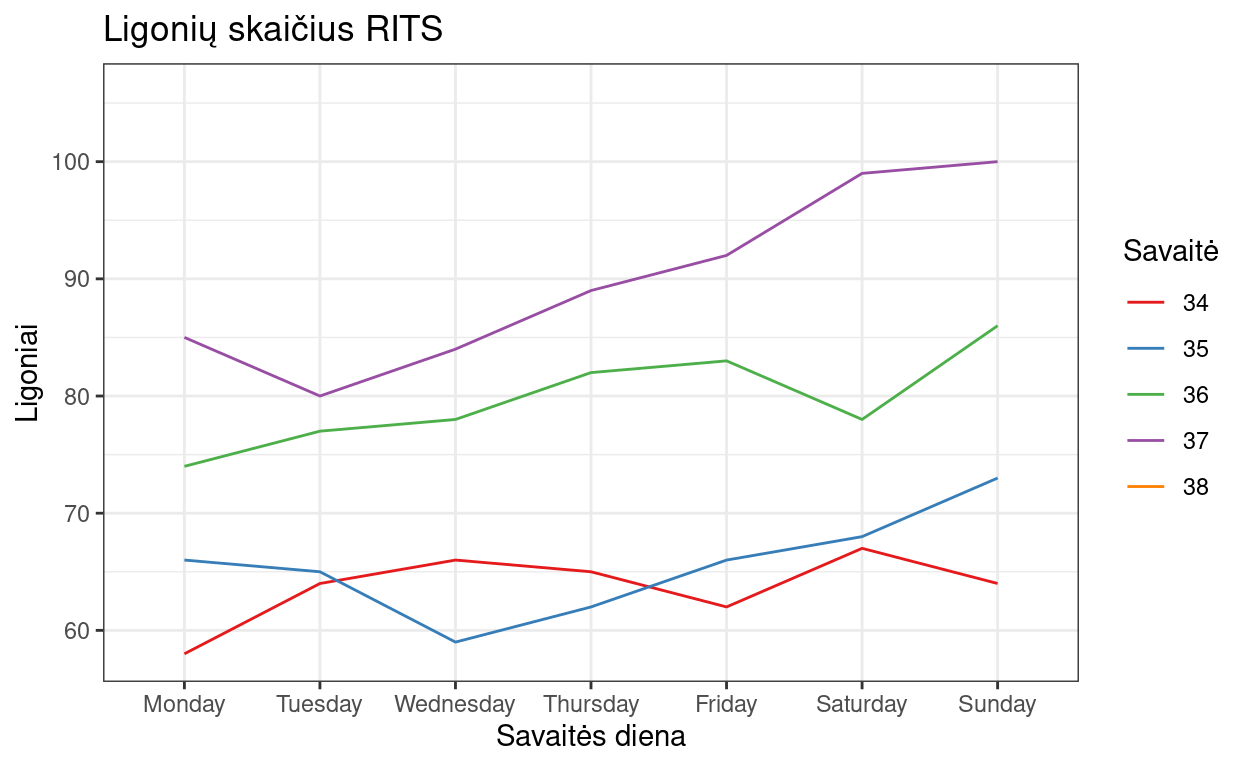 Ligonių skaičius RITS
100
90
80
70
60
Ligoniai
Monday Tuesday Wednesday Thursday Friday Saturday Sunday
Savaitės diena
Savaitė
34
35
36
37
38